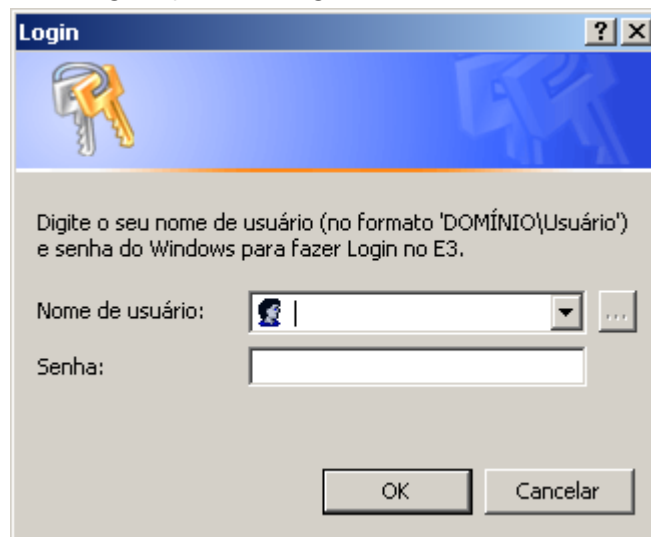 Login
Digite o seu nome de usuário (no formato 'DOMÍNIO\Usuário')
e senha do Windows para fazer Login no E3.
Nome de usuário:
...
Senha:
OK Cancelar